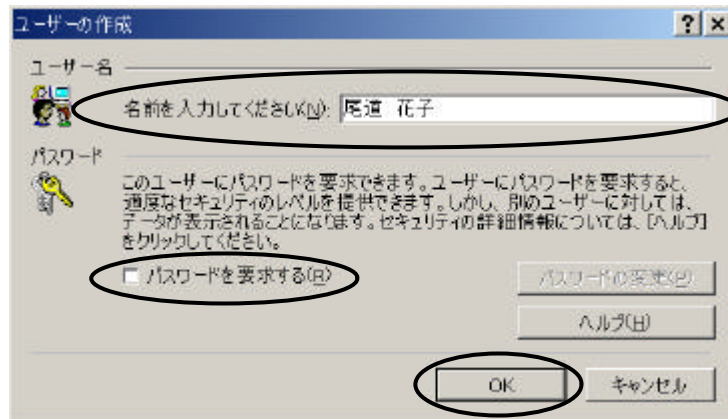 ユーザーの作成
ユーザー名
名前を入力してください(N):
尾道 花子
パスワード
このユーザーにパスワードを要求できます。ユーザーにパスワードを要求すると、
適度なセキュリティのレベルを提供できます。しかし、別のユーザーに対しては、
データが表示されることになります。セキュリティの詳細情報については、[ヘルプ]
をクリックしてください。
パスワードを要求する(R)
パスワードの変更(P)
ヘルプ(H)
OK
キャンセル